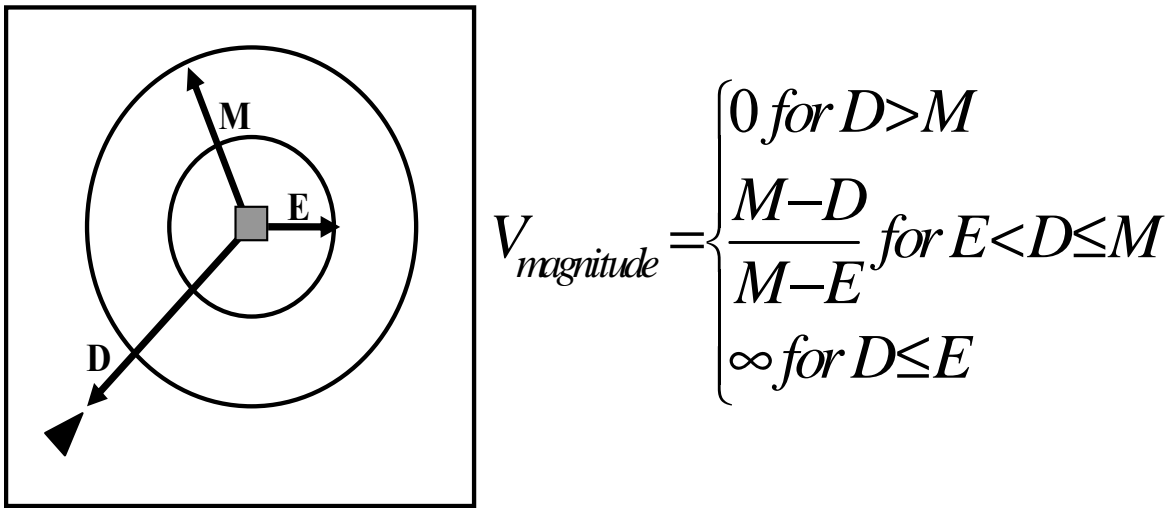 M
E
D
V_magnitude = { 0 for D>M
M−D / M−E for E<D≤M
∞ for D≤E